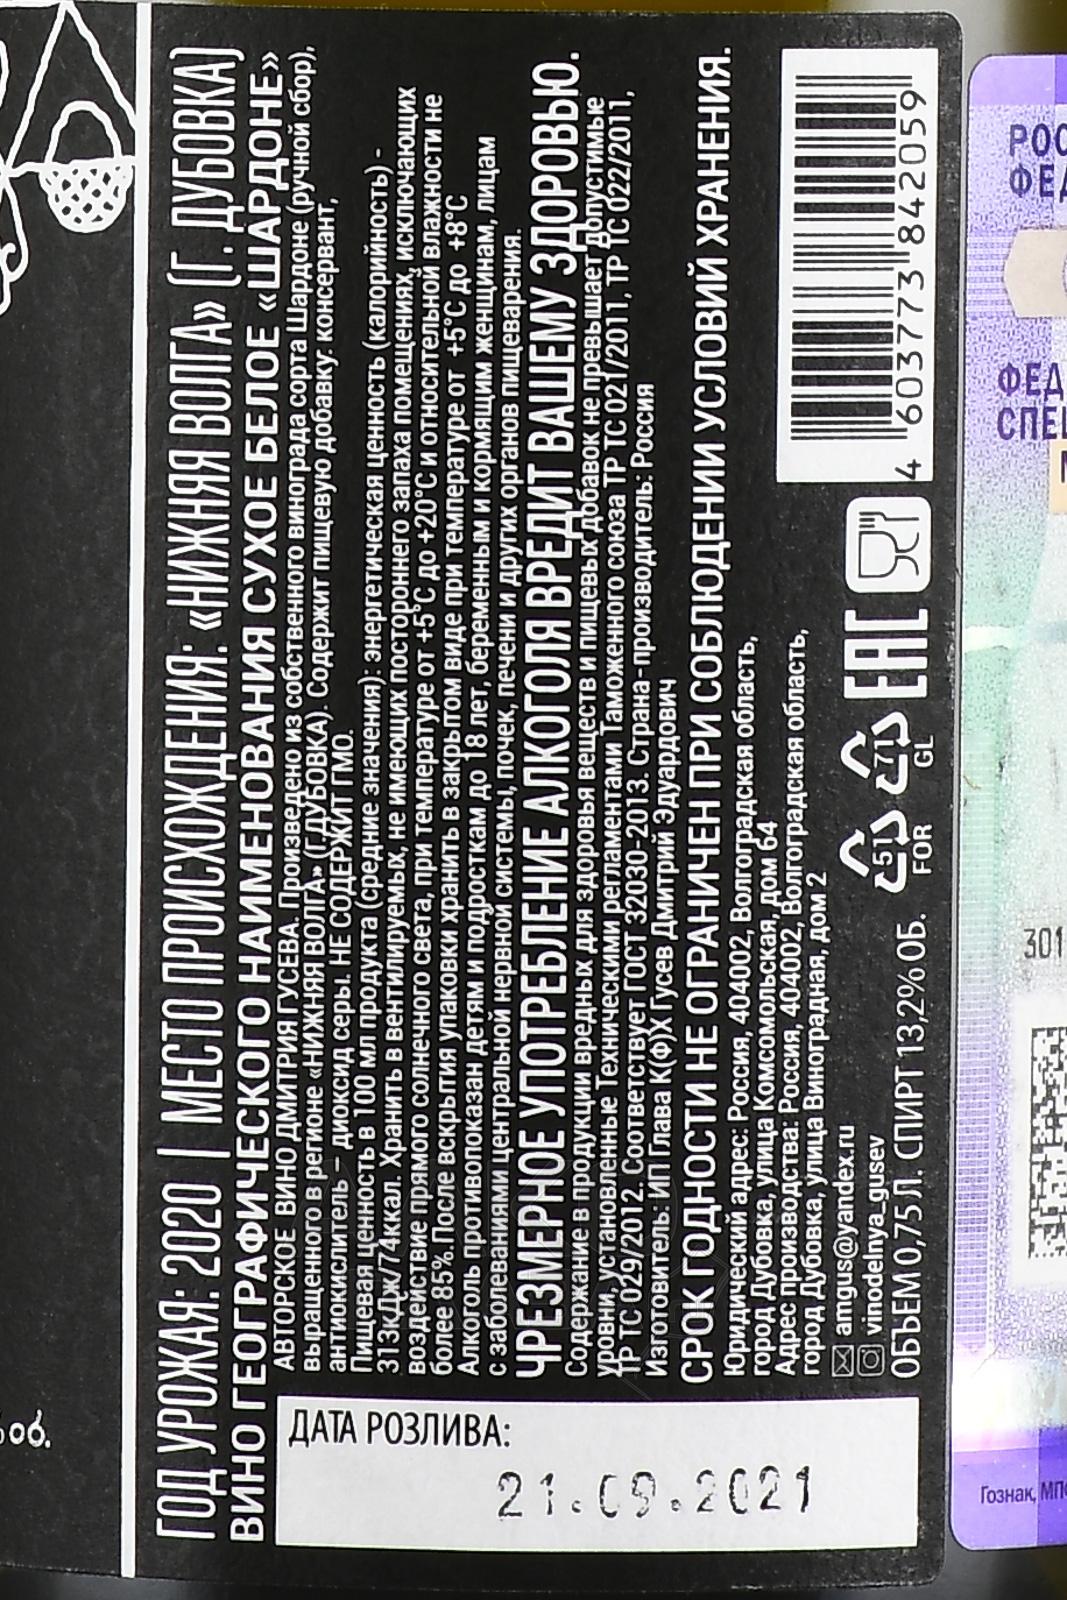 ГОД УРОЖАЯ: 2020 | МЕСТО ПРОИСХОЖДЕНИЯ: «НИЖНЯЯ ВОЛГА» (Г. ДУБОВКА)
ВИНО ГЕОГРАФИЧЕСКОГО НАИМЕНОВАНИЯ СУХОЕ БЕЛОЕ «ШАРДОНЕ»
АВТОРСКОЕ ВИНО ДМИТРИЯ ГУСЕВА. Произведено из собственного винограда сорта Шардоне (ручной сбор),
выращенного в регионе «НИЖНЯЯ ВОЛГА» (Г.ДУБОВКА). Содержит пищевую добавку: консервант,
антиокислитель – диоксид серы. НЕ СОДЕРЖИТ ГМО.
Пищевая ценность в 100 мл продукта (средние значения): энергетическая ценность (калорийность) -
313кДж/74ккал. Хранить в вентилируемых, не имеющих постороннего запаха помещениях, исключающих
воздействие прямого солнечного света, при температуре от +5°С до +20°С и относительной влажности не
более 85%. После вскрытия упаковки хранить в закрытом виде при температуре от +5°С до +8°С
Алкоголь противопоказан детям и подросткам до 18 лет, беременным и кормящим женщинам, лицам
с заболеваниями центральной нервной системы, почек, печени и других органов пищеварения.
ЧРЕЗМЕРНОЕ УПОТРЕБЛЕНИЕ АЛКОГОЛЯ ВРЕДИТ ВАШЕМУ ЗДОРОВЬЮ.
Содержание в продукции вредных для здоровья веществ и пищевых добавок не превышает допустимые
уровни, установленные Техническими регламентами Таможенного союза ТР ТС 021/2011, ТР ТС 022/2011,
ТР ТС 029/2012. Соответствует ГОСТ 32030-2013. Страна-производитель: Россия
Изготовитель: ИП Глава К(ф)Х Гусев Дмитрий Эдуардович
СРОК ГОДНОСТИ НЕ ОГРАНИЧЕН ПРИ СОБЛЮДЕНИИ УСЛОВИЙ ХРАНЕНИЯ.
Юридический адрес: Россия, 404002, Волгоградская область,
город Дубовка, улица Комсомольская, дом 64
Адрес производства: Россия, 404002, Волгоградская область,
город Дубовка, улица Виноградная, дом 2
amgus@yandex.ru
vinodelnya_gusev
ОБЪЕМ 0,75 Л. СПИРТ 13,2% ОБ.
51
FOR
71
GL
EAC
4 603773 842059
ДАТА РОЗЛИВА:
21.09.2021
об.
РОС
ФЕД
ФЕД
СПЕЦ
301
Гознак, МП